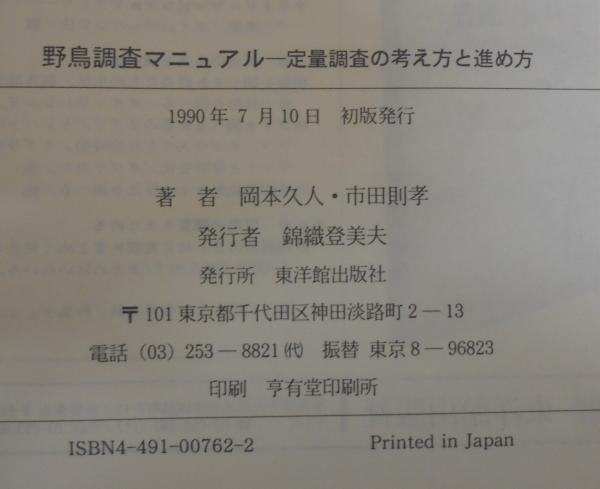 野鳥調査マニュアル―定量調査の考え方と進め方
1990年7月10日 初版発行
著 者 岡本久人・市田則孝
発行者 錦織登美夫
発行所 東洋館出版社
〒101東京都千代田区神田淡路町2－13
電話（03）253－8821㈹ 振替 東京8－96823
印刷 亨有堂印刷所
ISBN4-491-00762-2 Printed in Japan